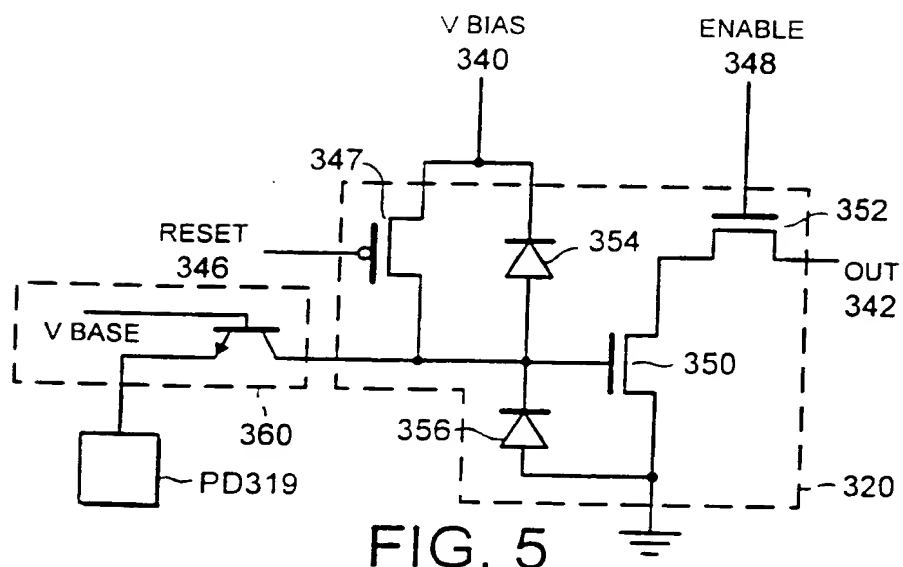 V BIAS
340
ENABLE
348
347
352
RESET
346
354
OUT
342
V BASE
350
360
356
PD319
320
FIG. 5